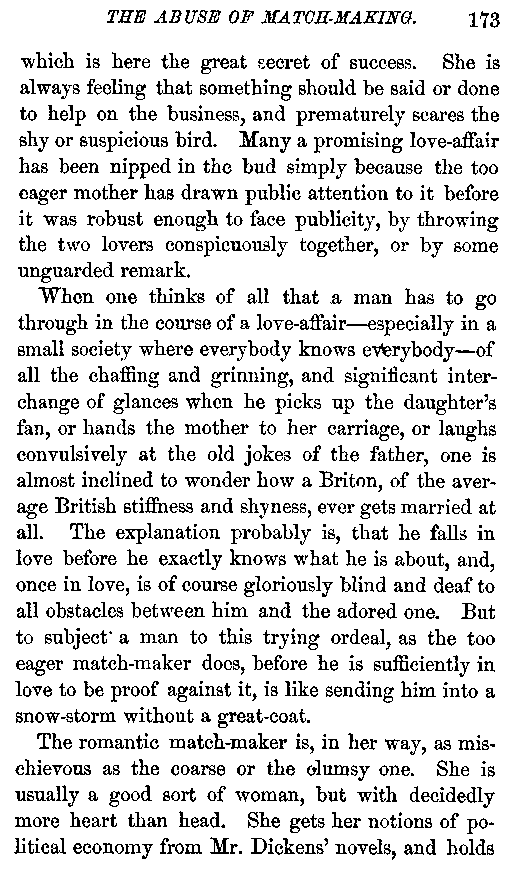 THE ABUSE OF MATCH-MAKING. 173
which is here the great secret of success. She is
always feeling that something should be said or done
to help on the business, and prematurely scares the
shy or suspicious bird. Many a promising love-affair
has been nipped in the bud simply because the too
eager mother has drawn public attention to it before
it was robust enough to face publicity, by throwing
the two lovers conspicuously together, or by some
unguarded remark.
When one thinks of all that a man has to go
through in the course of a love-affair—especially in a
small society where everybody knows everybody—of
all the chaffing and grinning, and significant inter-
change of glances when he picks up the daughter's
fan, or hands the mother to her carriage, or laughs
convulsively at the old jokes of the father, one is
almost inclined to wonder how a Briton, of the aver-
age British stiffness and shyness, ever gets married at
all. The explanation probably is, that he falls in
love before he exactly knows what he is about, and,
once in love, is of course gloriously blind and deaf to
all obstacles between him and the adored one. But
to subject a man to this trying ordeal, as the too
eager match-maker does, before he is sufficiently in
love to be proof against it, is like sending him into a
snow-storm without a great-coat.
The romantic match-maker is, in her way, as mis-
chievous as the coarse or the clumsy one. She is
usually a good sort of woman, but with decidedly
more heart than head. She gets her notions of po-
litical economy from Mr. Dickens' novels, and holds